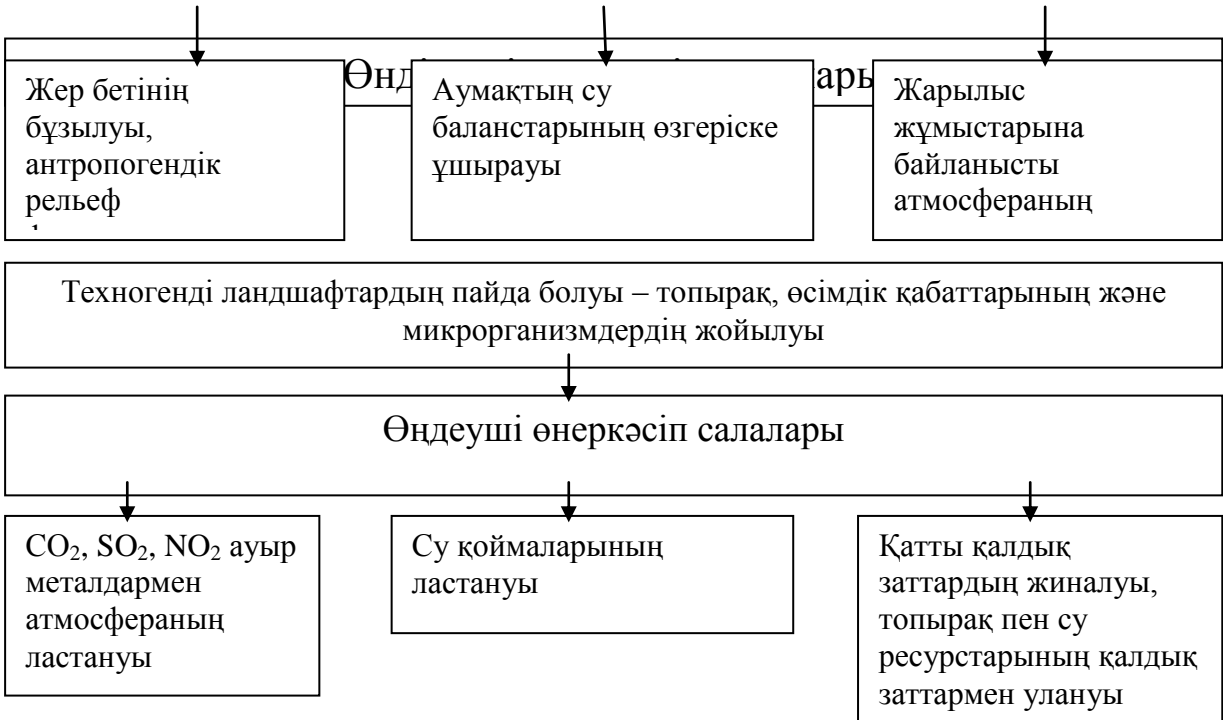 Жер бетінің
бұзылуы,
антропогендік
рельеф
Аумақтың су
баланстарының өзгеріске
ұшырауы
Жарылыс
жұмыстарына
байланысты
атмосфераның
Техногенді ландшафтардың пайда болуы – топырақ, өсімдік қабаттарының және
микрорганизмдердің жойылуы
Өңдеуші өнеркәсіп салалары
CO₂, SO₂, NO₂ ауыр
металдармен
атмосфераның
ластануы
Су қоймаларының
ластануы
Қатты қалдық
заттардың жиналуы,
топырақ пен су
ресурстарының қалдық
заттармен улануы